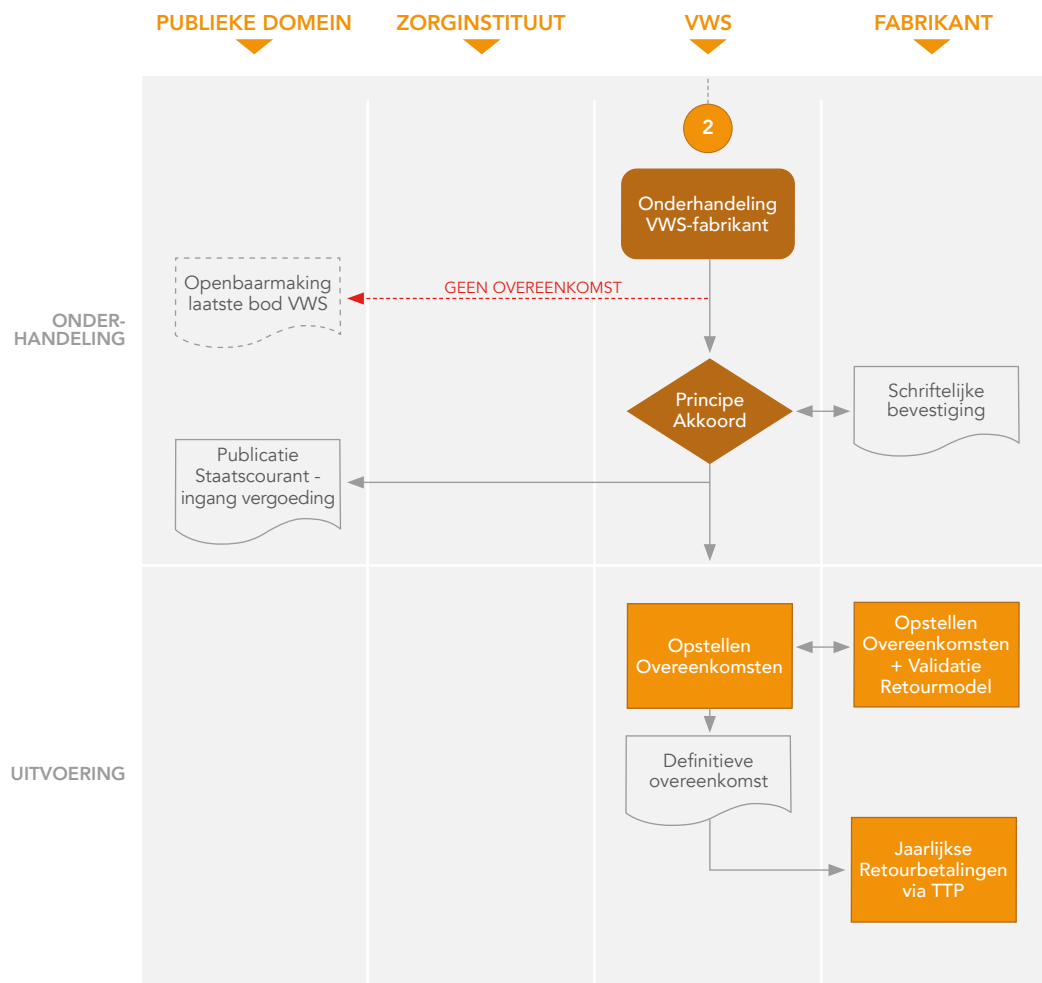 PUBLIEKE DOMEIN
ZORGINSTITUUT
VWS
FABRIKANT
2
Onderhandeling
VWS-fabrikant
Openbaarmaking
laatste bod VWS
GEEN OVEREENKOMST
ONDER-
HANDELING
Principe
Akkoord
Schriftelijke
bevestiging
Publicatie
Staatscourant -
ingang vergoeding
Opstellen
Overeenkomsten
Opstellen
Overeenkomsten
+ Validatie
Retourmodel
UITVOERING
Definitieve
overeenkomst
Jaarlijkse
Retourbetalingen
via TTP